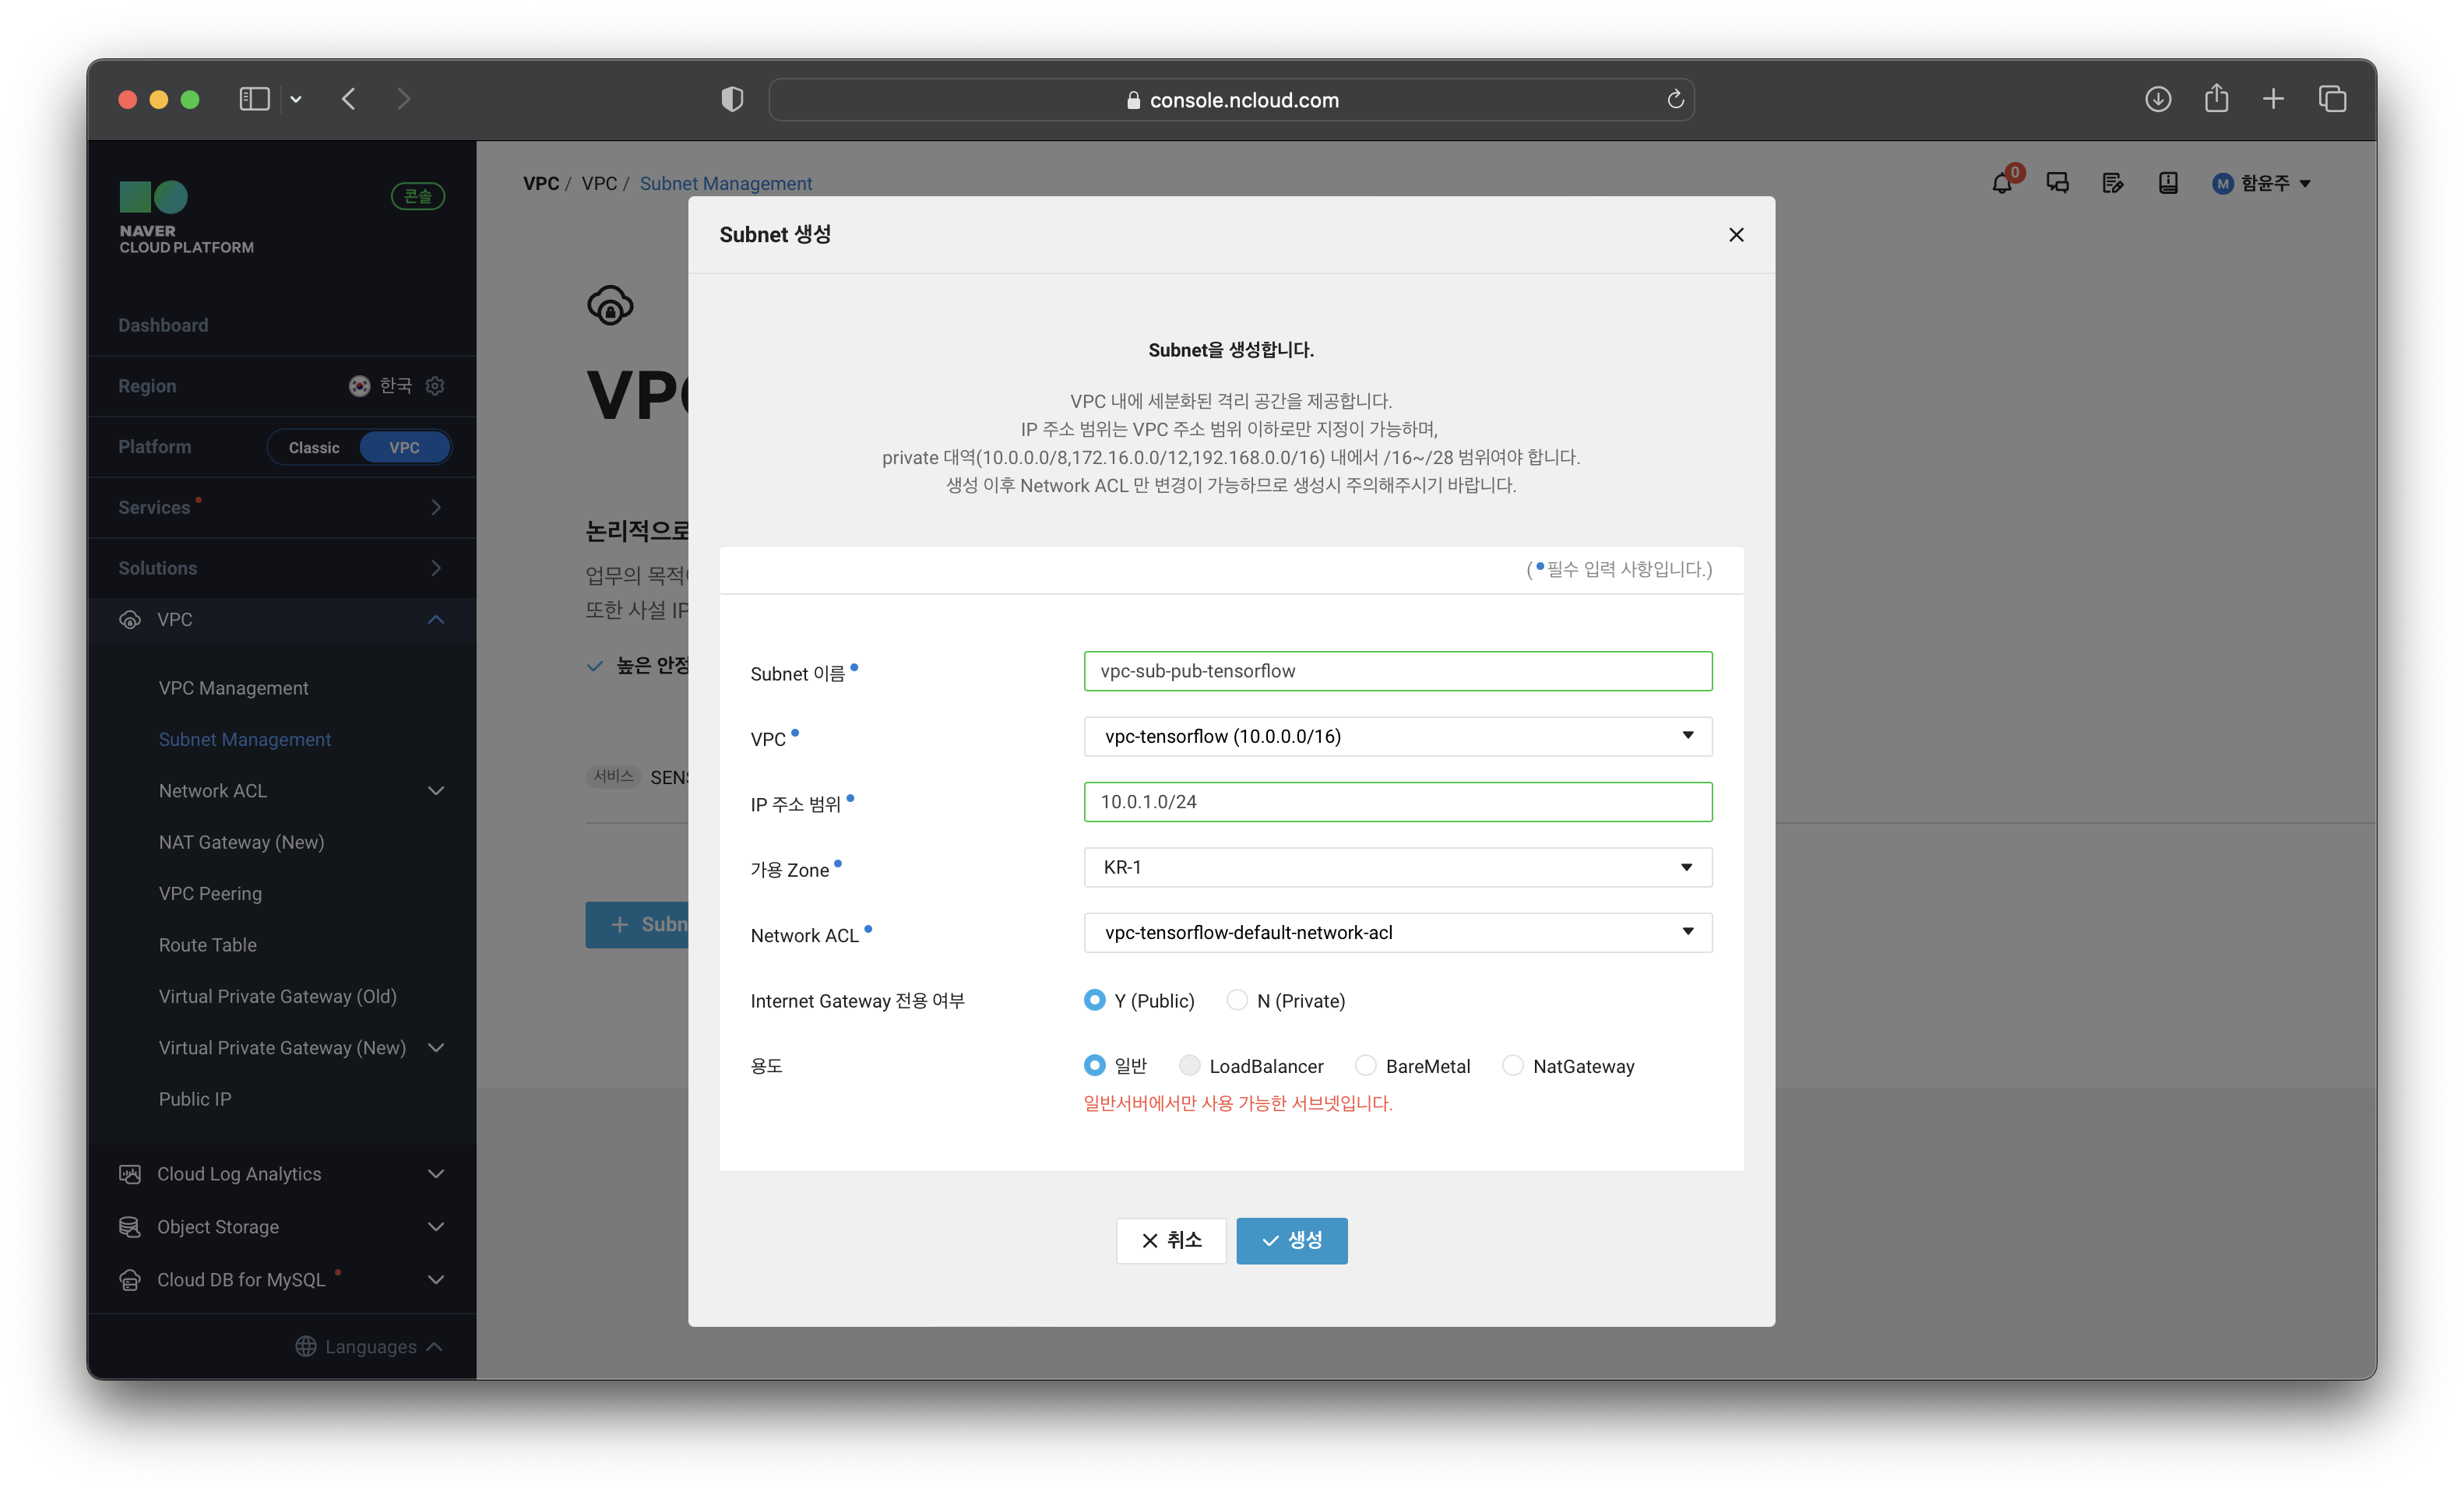 console.ncloud.com
NAVER
CLOUD PLATFORM
콘솔
Dashboard
Region 한국
Platform Classic VPC
Services
Solutions
VPC
VPC Management
Subnet Management
Network ACL
NAT Gateway (New)
VPC Peering
Route Table
Virtual Private Gateway (Old)
Virtual Private Gateway (New)
Public IP
Cloud Log Analytics
Object Storage
Cloud DB for MySQL
Languages
VPC / VPC / Subnet Management
0
M 함윤주
VPC
논리적으로
업무의 목적
또한 사설 IP
높은 안정
서비스 SENS
+ Subn
Subnet 생성
Subnet을 생성합니다.
VPC 내에 세분화된 격리 공간을 제공합니다.
IP 주소 범위는 VPC 주소 범위 이하로만 지정이 가능하며,
private 대역(10.0.0.0/8,172.16.0.0/12,192.168.0.0/16) 내에서 /16~/28 범위여야 합니다.
생성 이후 Network ACL 만 변경이 가능하므로 생성시 주의해주시기 바랍니다.
(•필수 입력 사항입니다.)
Subnet 이름• vpc-sub-pub-tensorflow
VPC• vpc-tensorflow (10.0.0.0/16)
IP 주소 범위• 10.0.1.0/24
가용 Zone• KR-1
Network ACL• vpc-tensorflow-default-network-acl
Internet Gateway 전용 여부 Y (Public) N (Private)
용도 일반 LoadBalancer BareMetal NatGateway
일반서버에서만 사용 가능한 서브넷입니다.
취소 생성